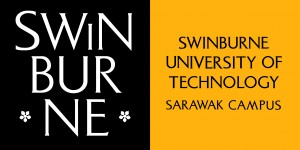 SWiN
BUR
NE
SWINBURNE
UNIVERSITY OF
TECHNOLOGY
SARAWAK CAMPUS